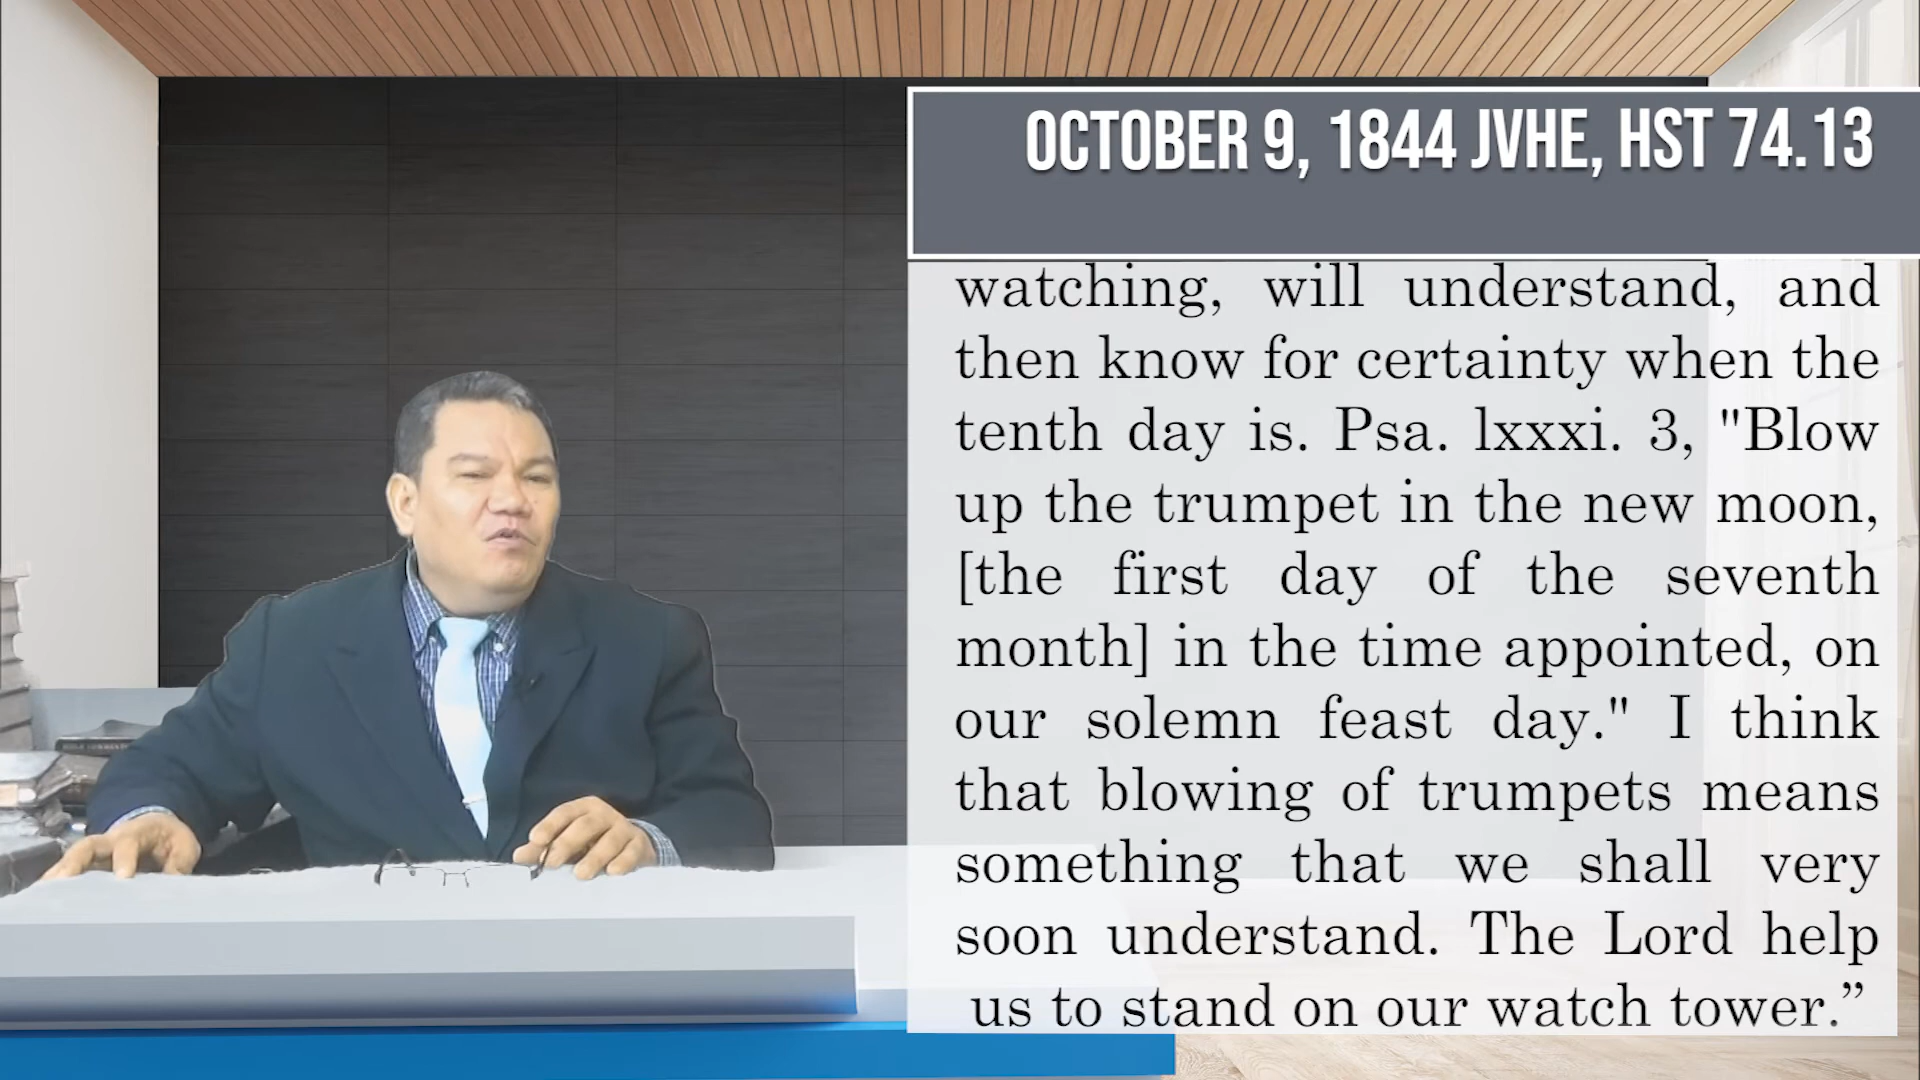 OCTOBER 9, 1844 JVHE, HST 74.13
watching, will understand, and
then know for certainty when the
tenth day is. Psa. lxxxi. 3, "Blow
up the trumpet in the new moon,
[the first day of the seventh
month] in the time appointed, on
our solemn feast day." I think
that blowing of trumpets means
something that we shall very
soon understand. The Lord help
us to stand on our watch tower.”